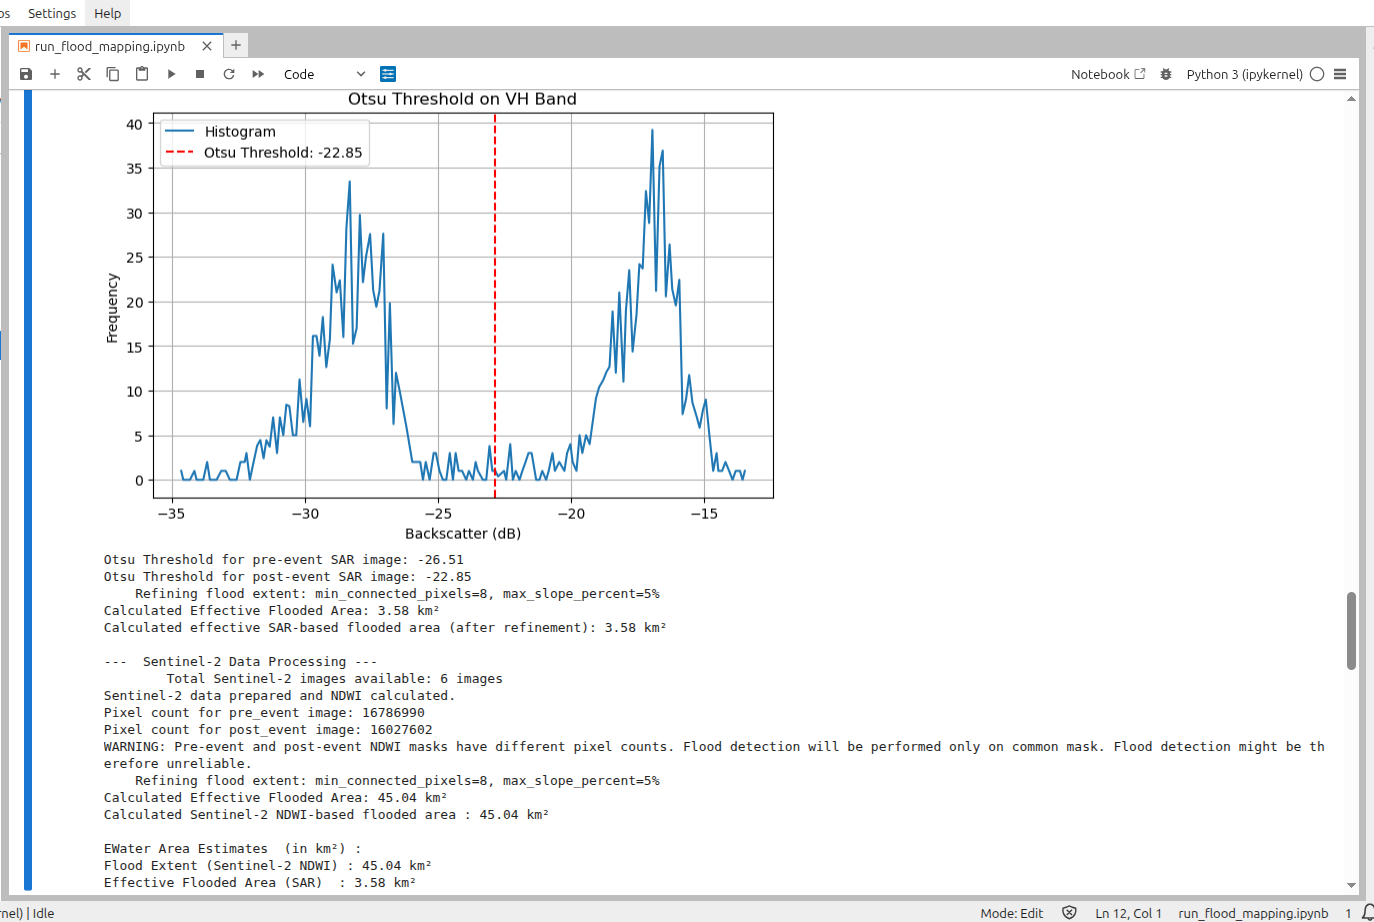 os Settings Help
run_flood_mapping.ipynb
Code Notebook Python 3 (ipykernel)
Otsu Threshold on VH Band
Histogram
Otsu Threshold: -22.85
40
35
30
25
20
15
10
5
0
Frequency
−35 −30 −25 −20 −15
Backscatter (dB)
Otsu Threshold for pre-event SAR image: -26.51
Otsu Threshold for post-event SAR image: -22.85
Refining flood extent: min_connected_pixels=8, max_slope_percent=5%
Calculated Effective Flooded Area: 3.58 km²
Calculated effective SAR-based flooded area (after refinement): 3.58 km²
--- Sentinel-2 Data Processing ---
Total Sentinel-2 images available: 6 images
Sentinel-2 data prepared and NDWI calculated.
Pixel count for pre_event image: 16786990
Pixel count for post_event image: 16027602
WARNING: Pre-event and post-event NDWI masks have different pixel counts. Flood detection will be performed only on common mask. Flood detection might be th
erefore unreliable.
Refining flood extent: min_connected_pixels=8, max_slope_percent=5%
Calculated Effective Flooded Area: 45.04 km²
Calculated Sentinel-2 NDWI-based flooded area : 45.04 km²
EWater Area Estimates (in km²) :
Flood Extent (Sentinel-2 NDWI) : 45.04 km²
Effective Flooded Area (SAR) : 3.58 km²
nel) | Idle Mode: Edit Ln 12, Col 1 run_flood_mapping.ipynb 1